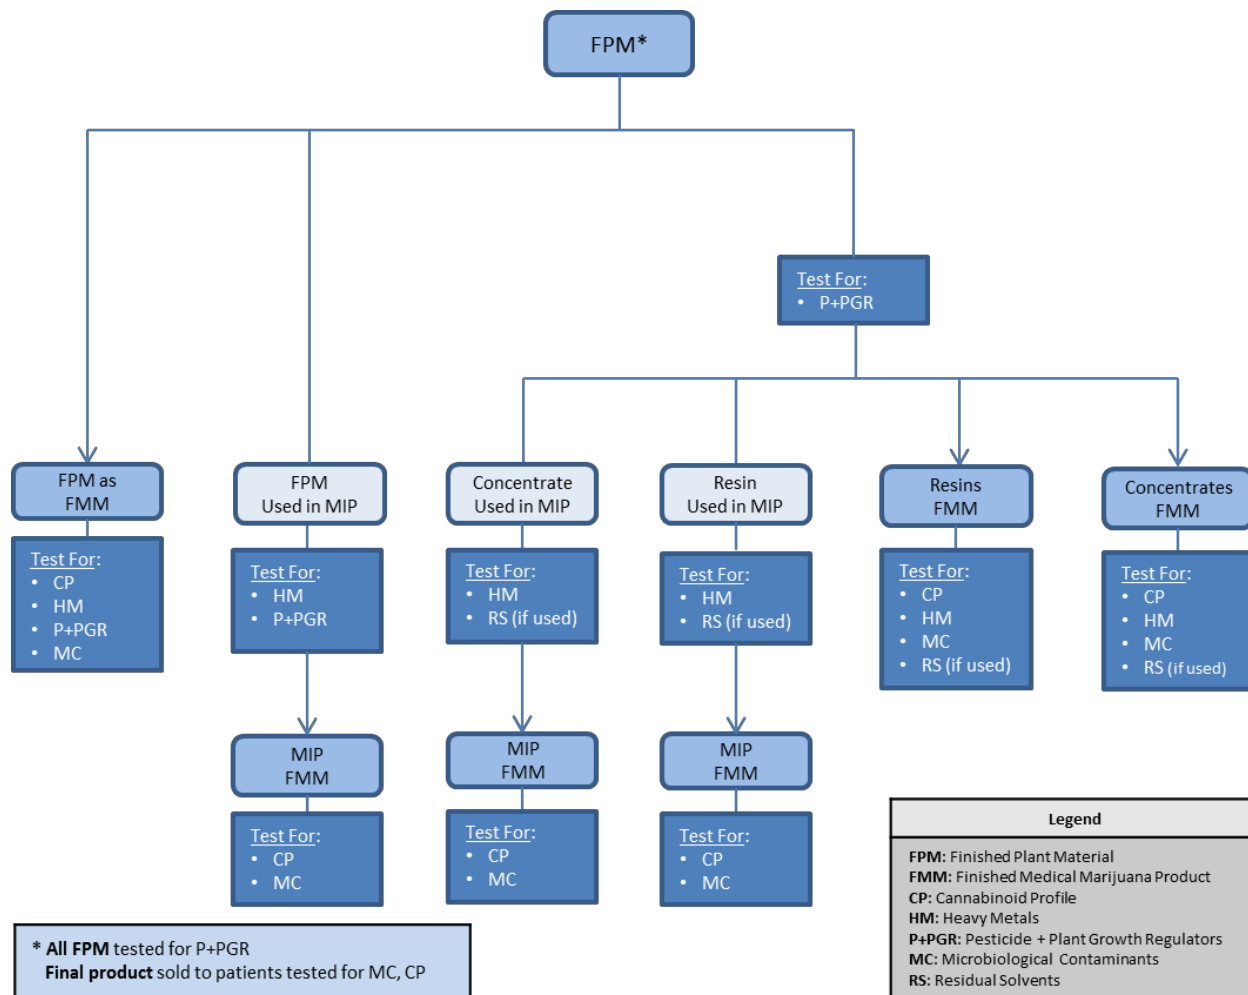 FPM*
Test For:
• P+PGR
FPM as
FMM
Test For:
• CP
• HM
• P+PGR
• MC
FPM
Used in MIP
Test For:
• HM
• P+PGR
MIP
FMM
Test For:
• CP
• MC
Concentrate
Used in MIP
Test For:
• HM
• RS (if used)
MIP
FMM
Test For:
• CP
• MC
Resin
Used in MIP
Test For:
• HM
• RS (if used)
MIP
FMM
Test For:
• CP
• MC
Resins
FMM
Test For:
• CP
• HM
• MC
• RS (if used)
Concentrates
FMM
Test For:
• CP
• HM
• MC
• RS (if used)
* All FPM tested for P+PGR
Final product sold to patients tested for MC, CP
Legend
FPM: Finished Plant Material
FMM: Finished Medical Marijuana Product
CP: Cannabinoid Profile
HM: Heavy Metals
P+PGR: Pesticide + Plant Growth Regulators
MC: Microbiological Contaminants
RS: Residual Solvents